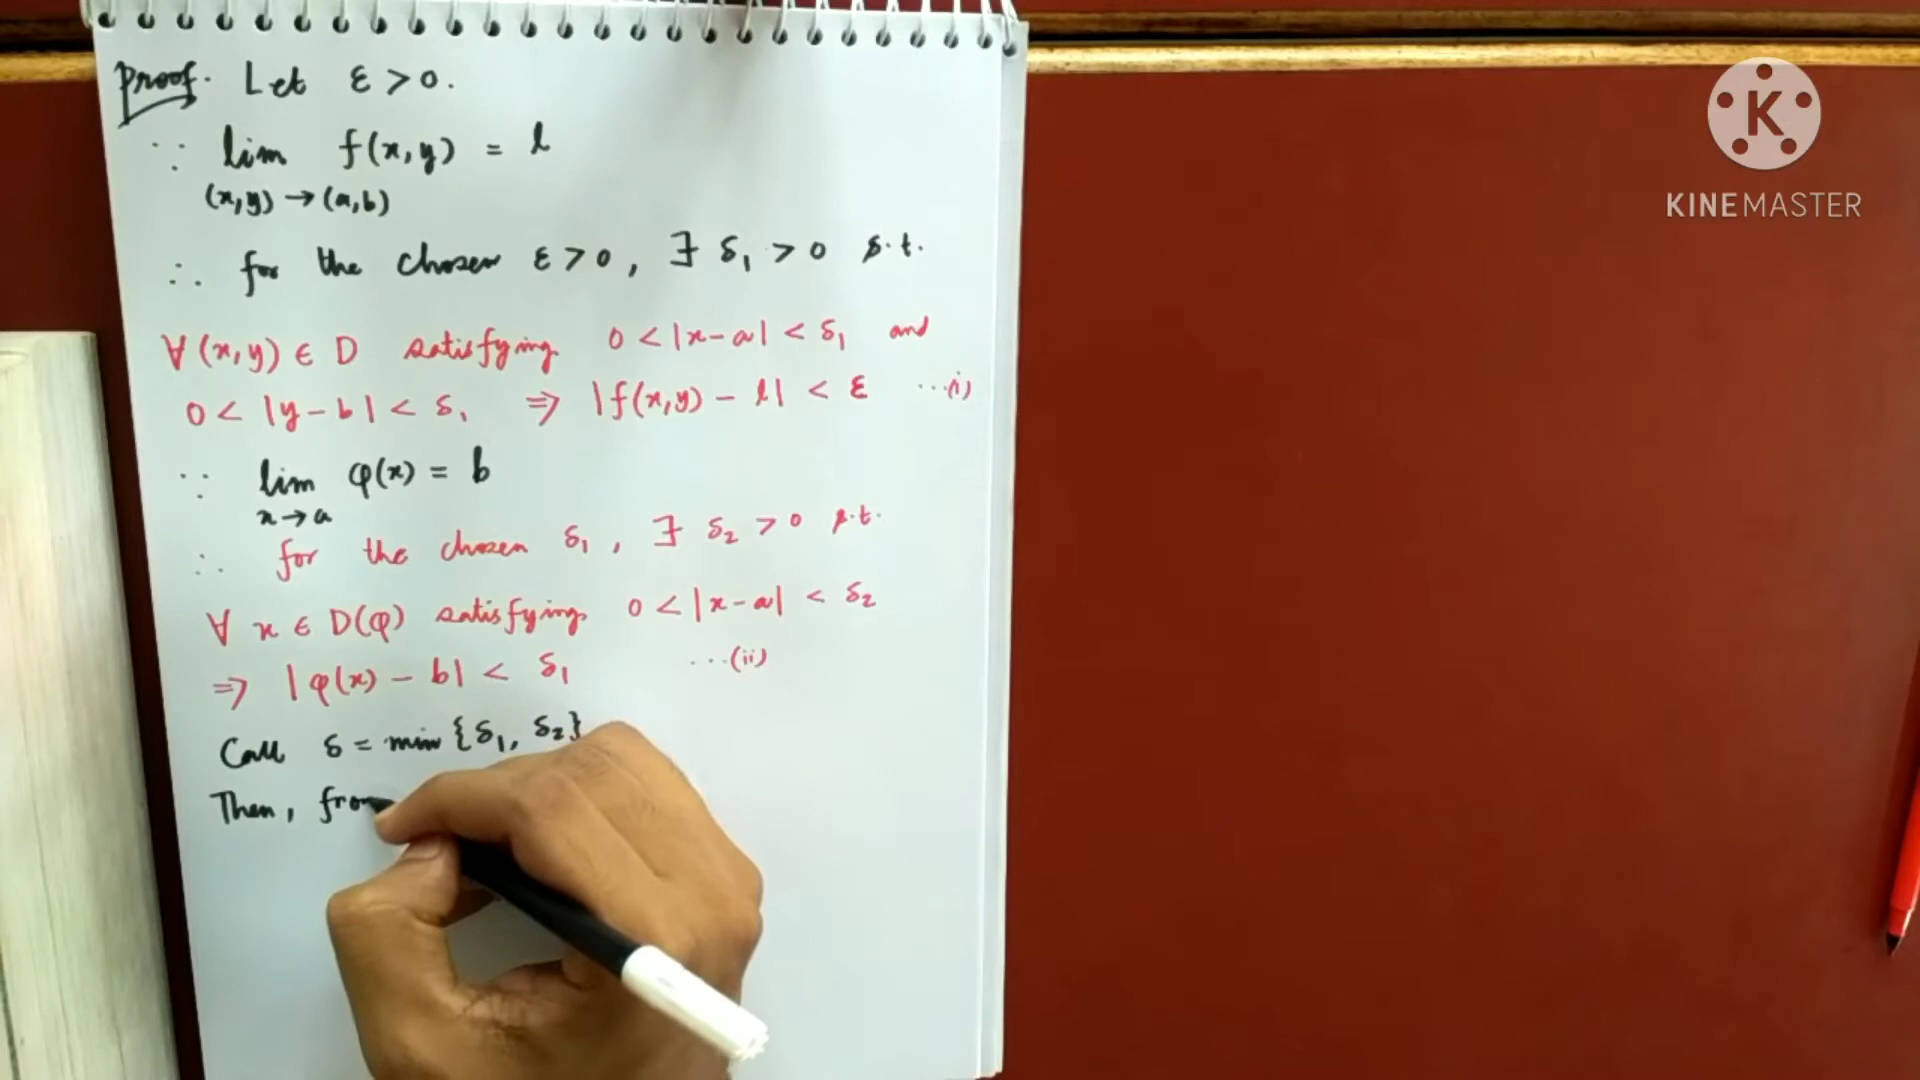 Proof. Let ε > 0.
∵ lim f(x,y) = l
(x,y) → (a,b)
∴ for the chosen ε > 0, ∃ δ₁ > 0 s.t.
∀ (x,y) ∈ D satisfying 0 < |x-a| < δ₁ and
0 < |y-b| < δ₁ ⇒ |f(x,y) - l| < ε ...(i)
∵ lim φ(x) = b
x→a
∴ for the chosen δ₁, ∃ δ₂ > 0 s.t.
∀ x ∈ D(φ) satisfying 0 < |x-a| < δ₂
⇒ |φ(x) - b| < δ₁ ...(ii)
Call δ = min {δ₁, δ₂}
Then, from
K
KINEMASTER